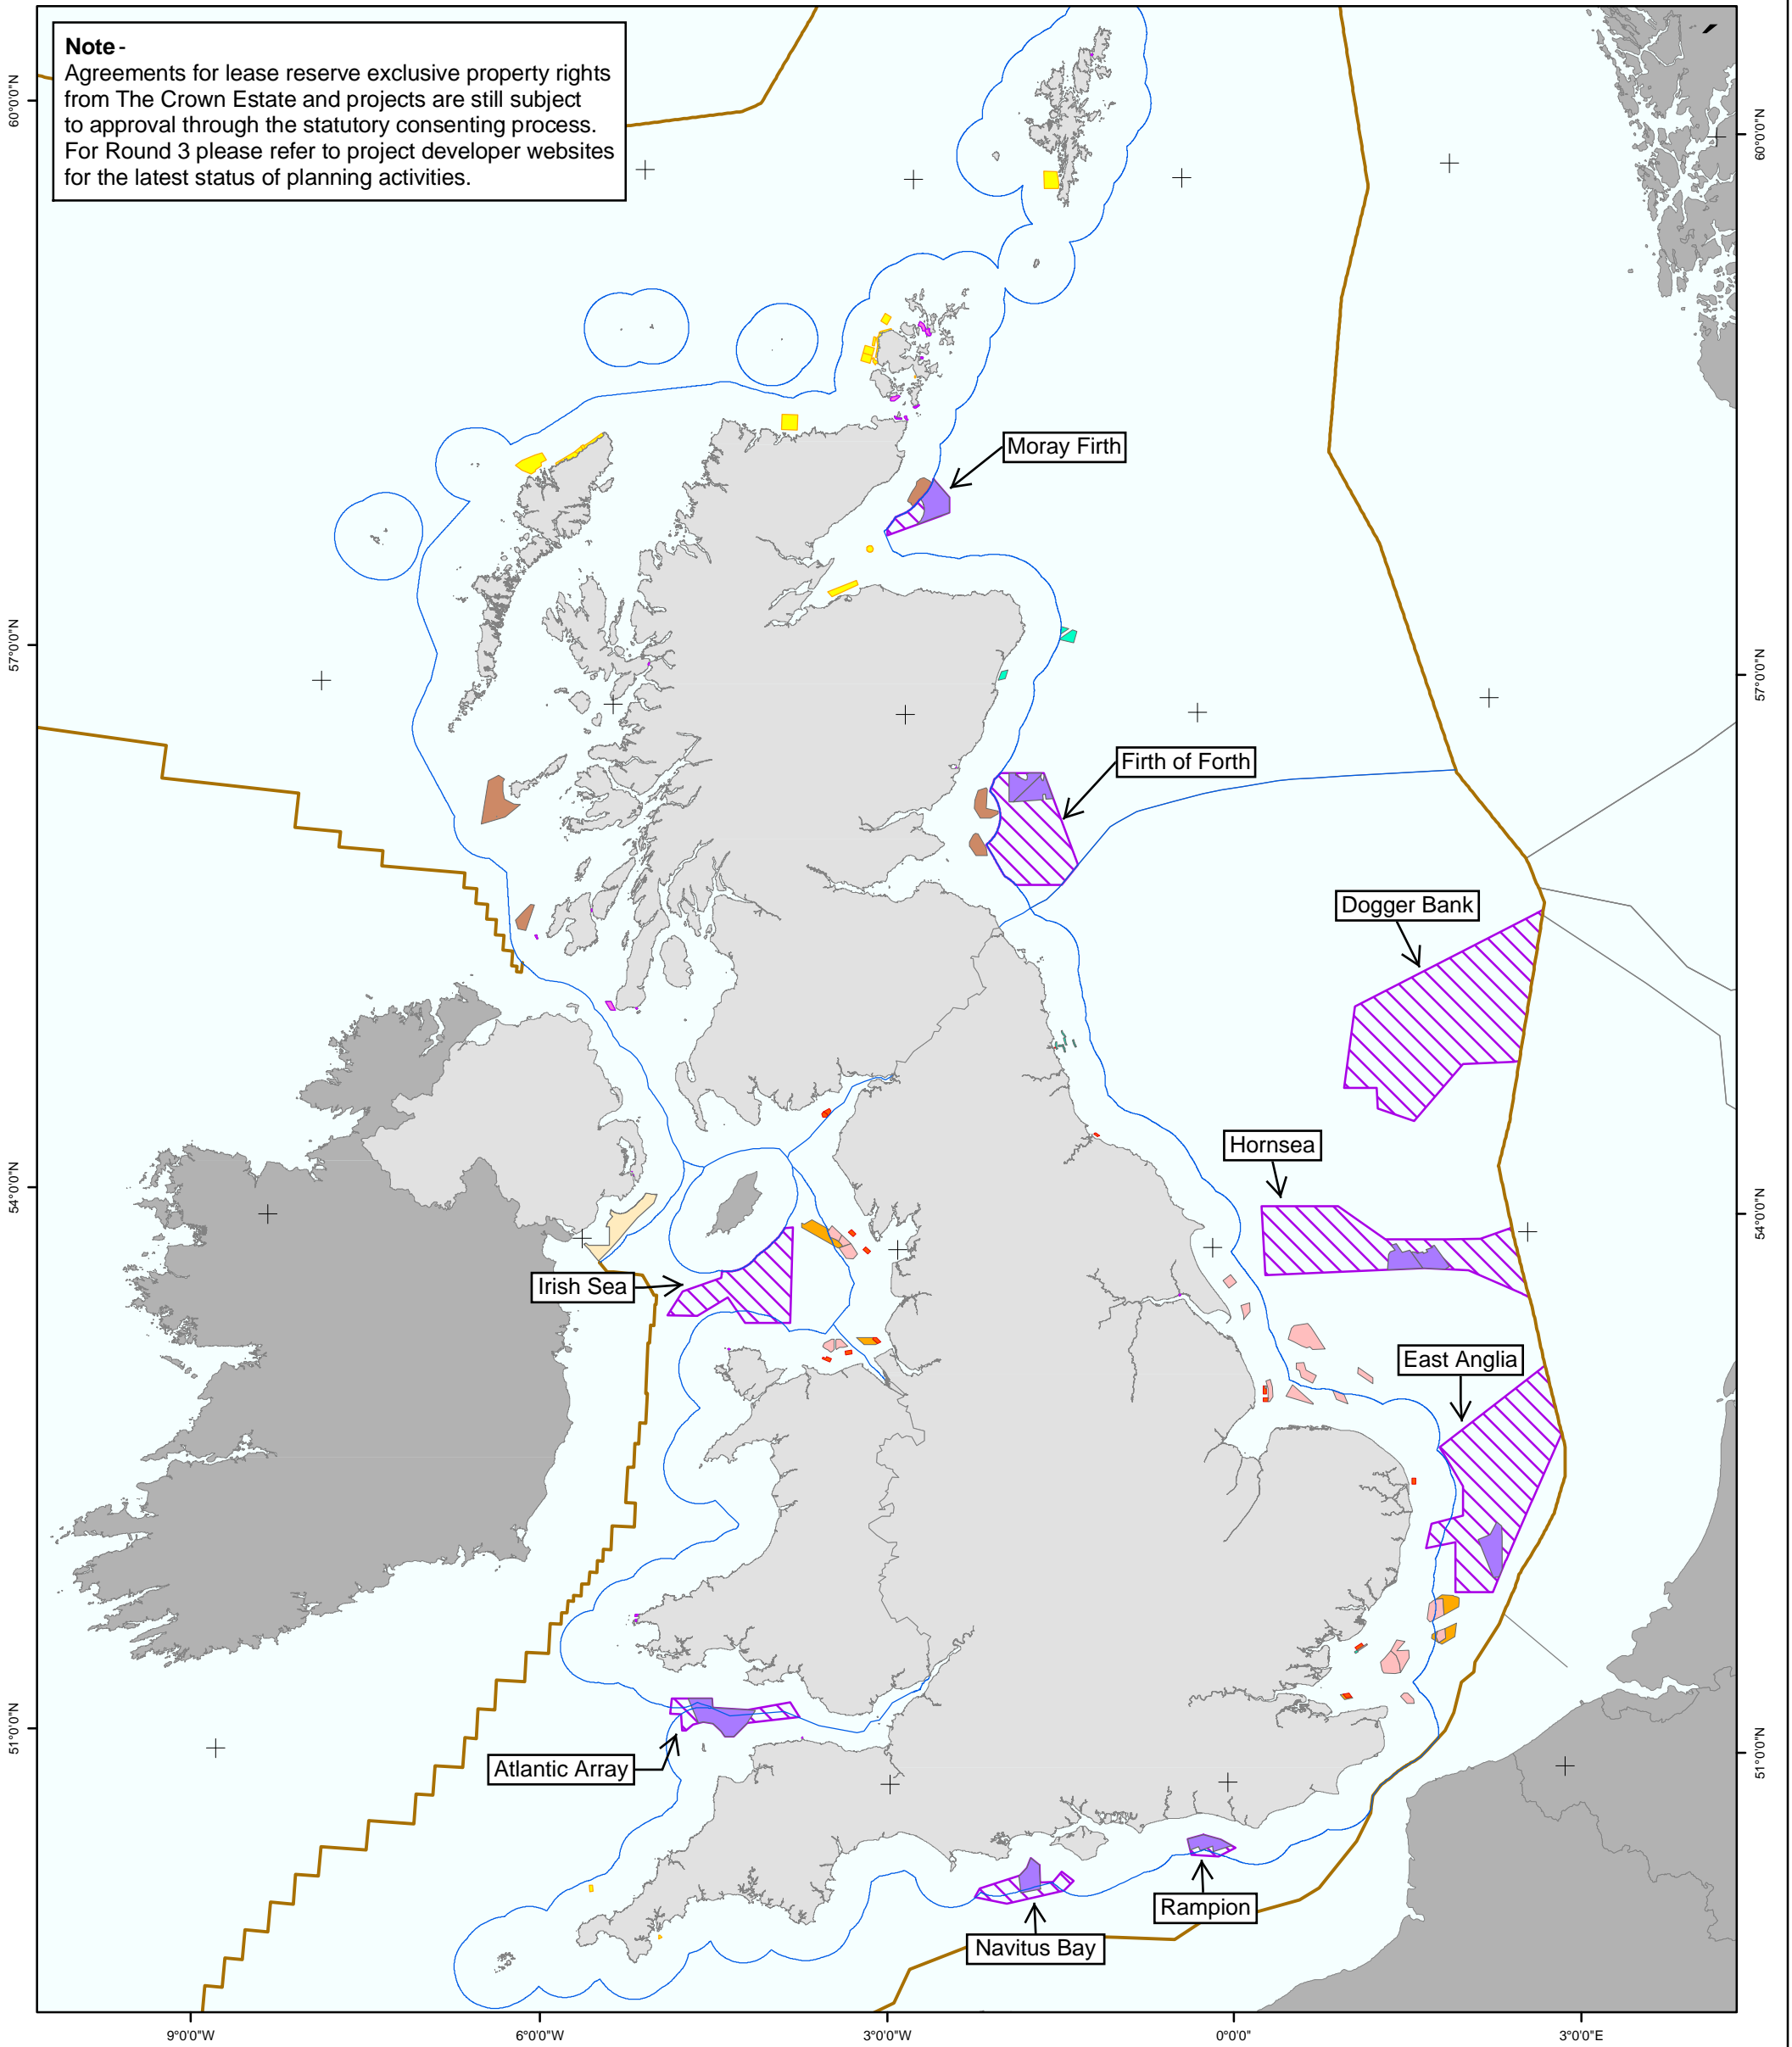 Note -
Agreements for lease reserve exclusive property rights
from The Crown Estate and projects are still subject
to approval through the statutory consenting process.
For Round 3 please refer to project developer websites
for the latest status of planning activities.
60°0'0"N
60°0'0"N
Moray Firth
57°0'0"N
57°0'0"N
Firth of Forth
Dogger Bank
Hornsea
54°0'0"N
54°0'0"N
Irish Sea
East Anglia
51°0'0"N
51°0'0"N
Atlantic Array
Rampion
Navitus Bay
9°0'0"W
6°0'0"W
3°0'0"W
0°0'0"
3°0'0"E